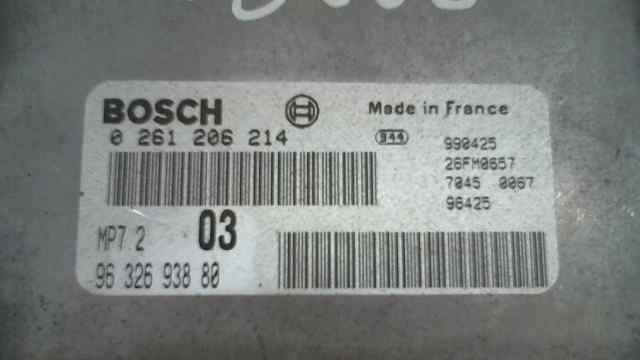 BOSCH
Made in France
0 261 206 214
990425
26FM0657
7045 0067
96425
MP7.2 03
96 326 938 80